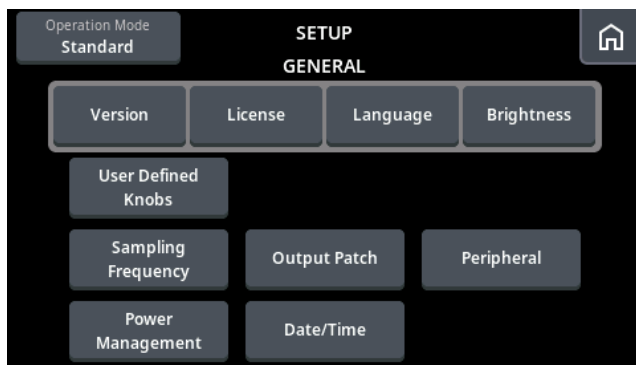 Operation Mode
Standard
SETUP
GENERAL
Version
License
Language
Brightness
User Defined
Knobs
Sampling
Frequency
Output Patch
Peripheral
Power
Management
Date/Time